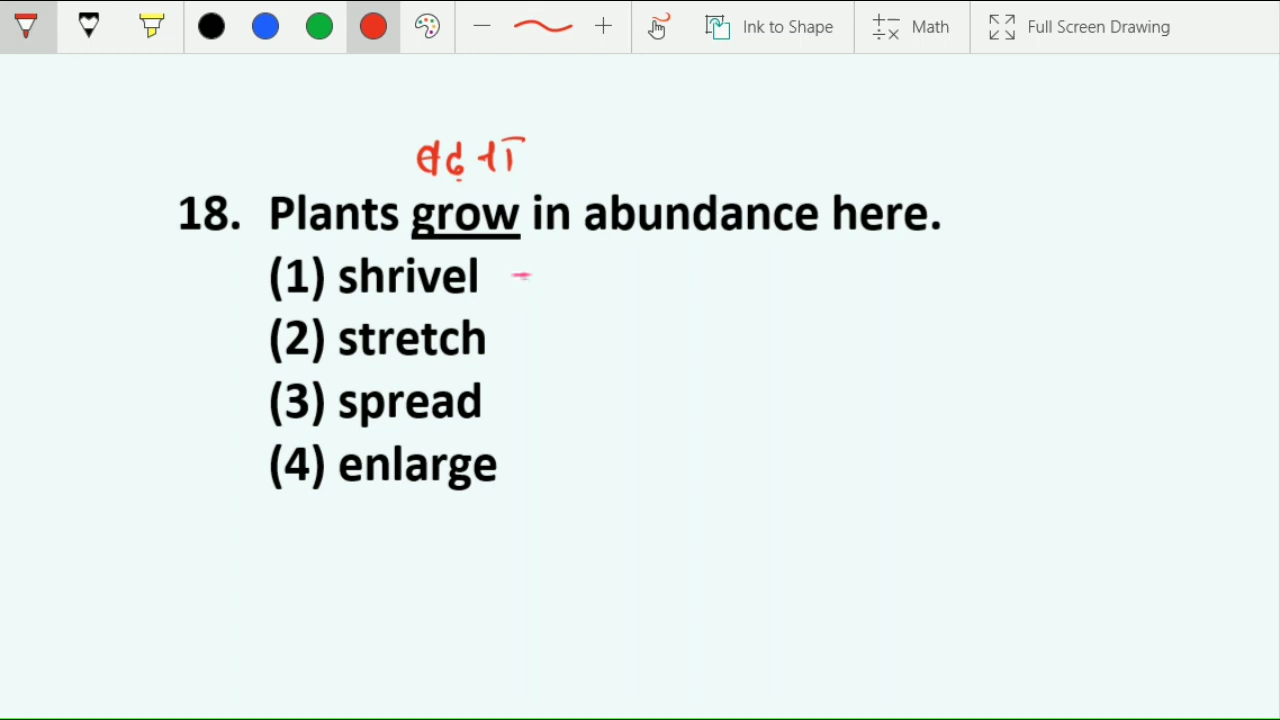 Ink to Shape Math Full Screen Drawing
18. Plants grow in abundance here.
(1) shrivel -
(2) stretch
(3) spread
(4) enlarge